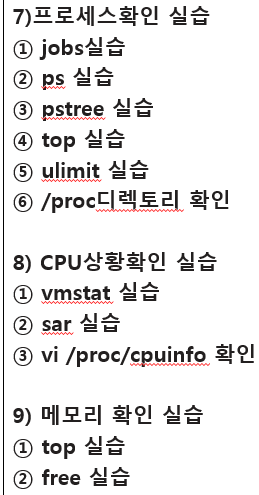 7)프로세스확인 실습
① jobs실습
② ps 실습
③ pstree 실습
④ top 실습
⑤ ulimit 실습
⑥ /proc디렉토리 확인
8) CPU상황확인 실습
① vmstat 실습
② sar 실습
③ vi /proc/cpuinfo 확인
9) 메모리 확인 실습
① top 실습
② free 실습